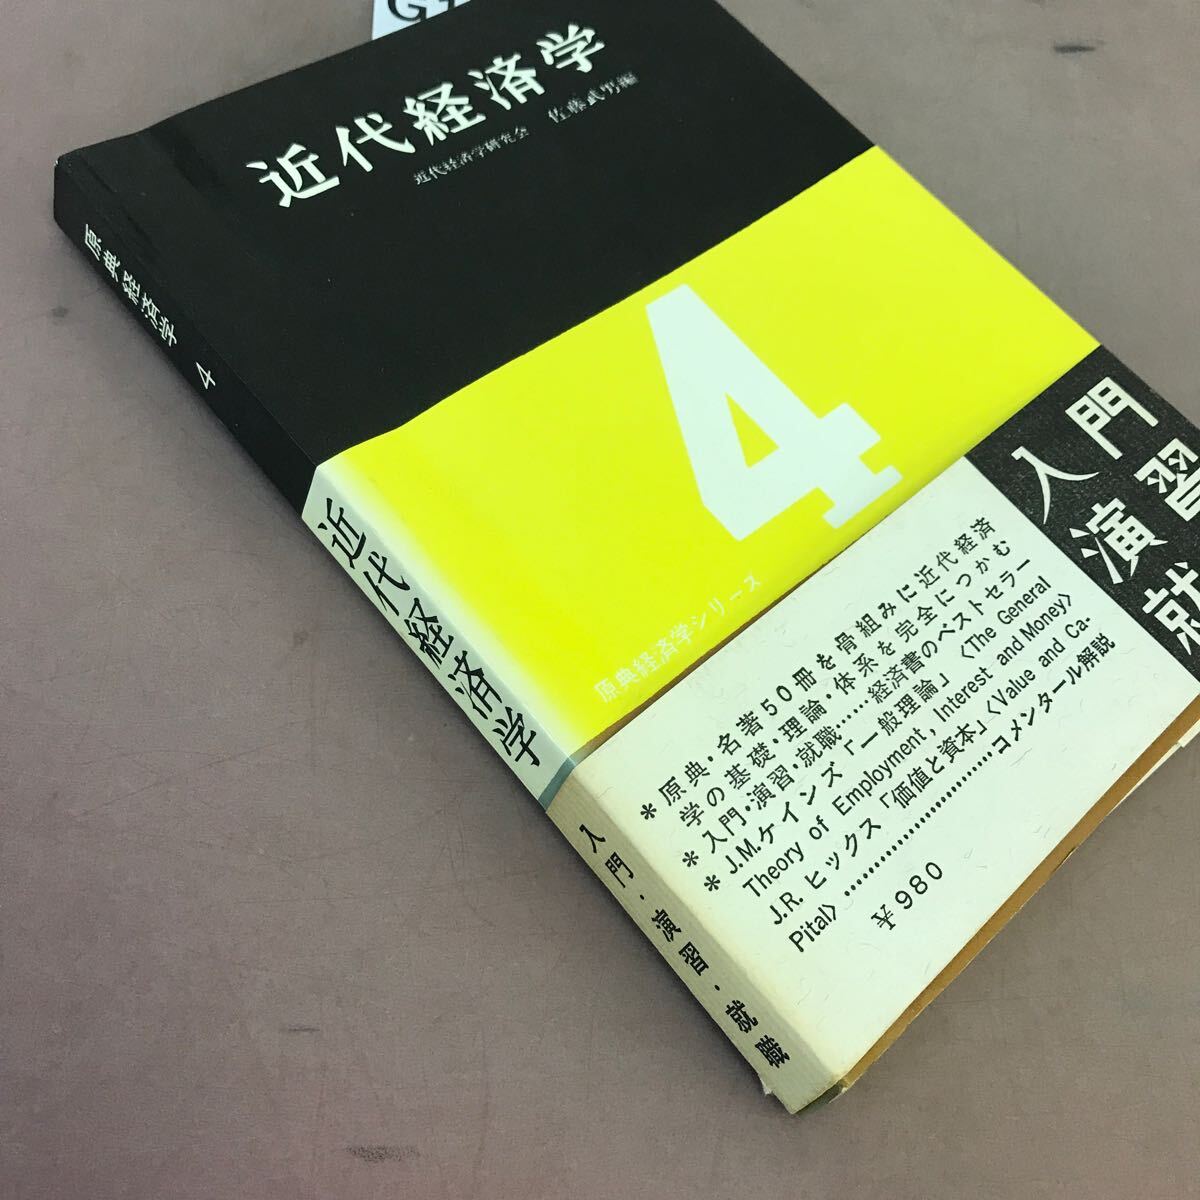 近代経済学
近代経済学研究会 佐藤武男編
4
原典経済学シリーズ
入門
演習
就
＊原典・名著50冊を骨組みに近代経済
学の基礎・理論・体系を完全につかむ
＊入門・演習・就職……経済書のベストセラー
＊J.M.ケインズ「一般理論」〈The General
Theory of Employment, Interest and Money〉
J.R. ヒックス「価値と資本」〈Value and Ca-
Pital〉……………………コメンタール解説
￥980
原典経済学 4
近代経済学
入門・演習・就職